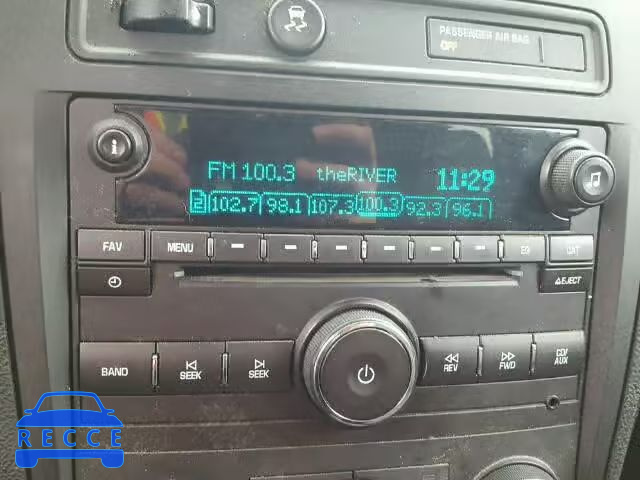 PASSENGER AIR BAG
OFF
FM 100.3 theRIVER 11:29
2 102.7 98.1 107.3 100.3 92.3 96.1
FAV MENU EQ CAT
EJECT
BAND SEEK SEEK REV FWD CD/AUX
RECCE